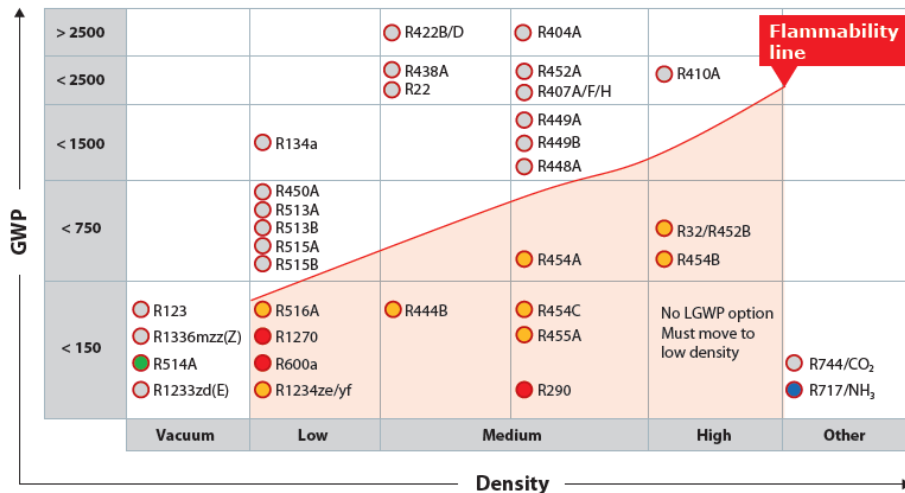 Flammability
line
> 2500
R422B/D
R404A
< 2500
R438A
R22
R452A
R407A/F/H
R410A
< 1500
R134a
R449A
R449B
R448A
GWP
< 750
R450A
R513A
R513B
R515A
R515B
R454A
R32/R452B
R454B
< 150
R123
R1336mzz(Z)
R514A
R1233zd(E)
R516A
R1270
R600a
R1234ze/yf
R444B
R454C
R455A
R290
No LGWP option
Must move to
low density
R744/CO₂
R717/NH₃
Vacuum
Low
Medium
High
Other
Density